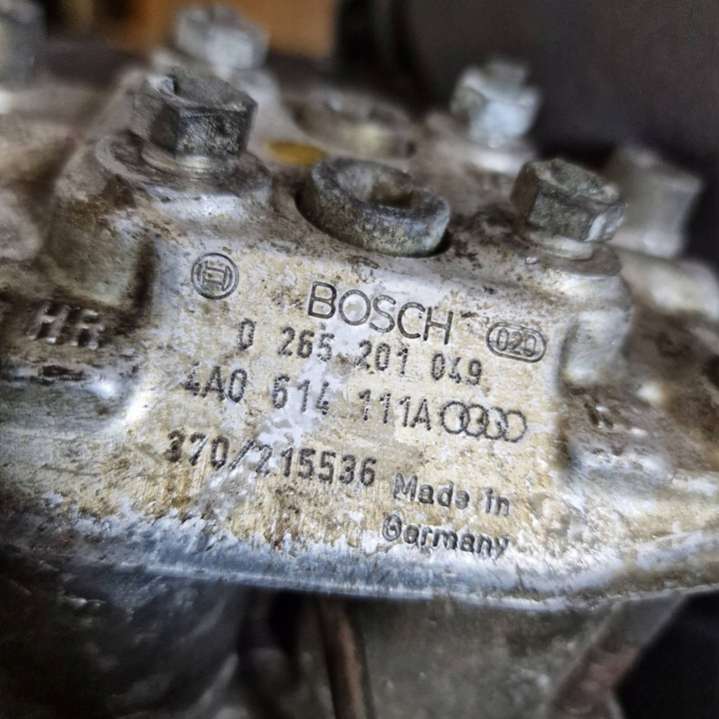 BOSCH 020
HR
0 265 201 049
4A0 614 111A
370/215536 Made in
Germany